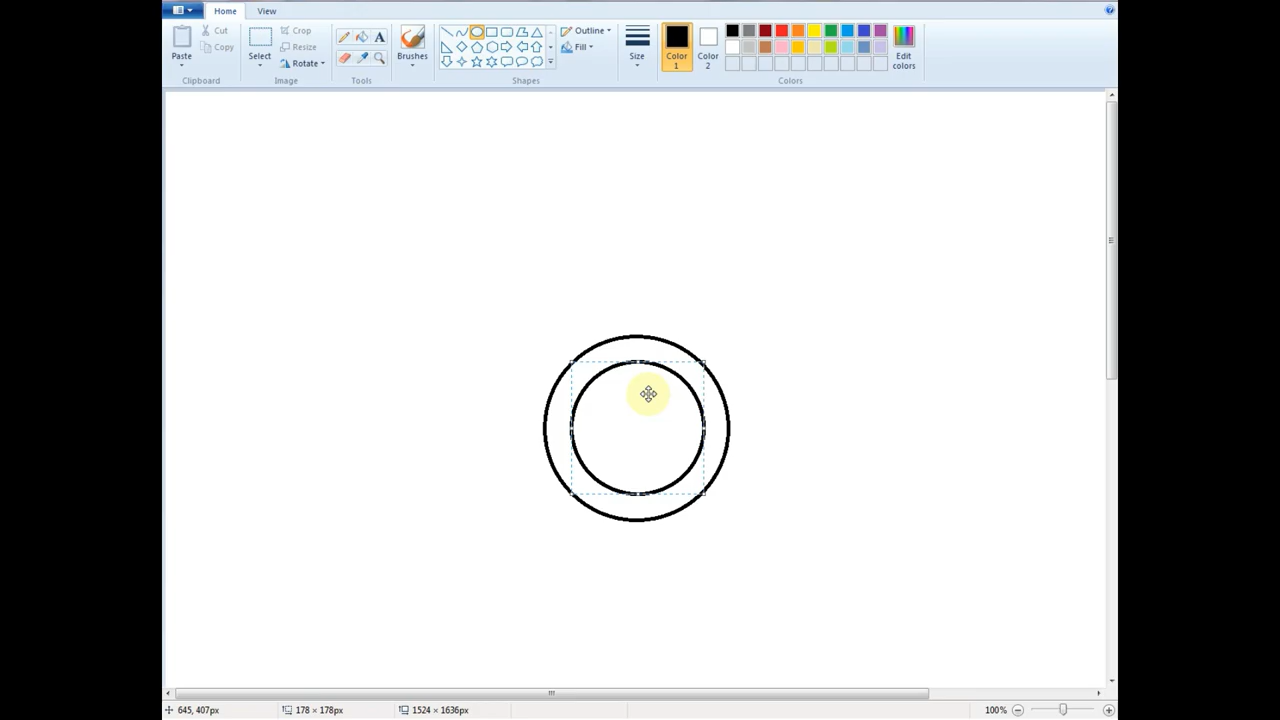 Home View
Cut
Copy
Paste
Clipboard
Select
Crop
Resize
Rotate
Image
Tools
Brushes
Shapes
Outline
Fill
Size
Color 1
Color 2
Edit colors
Colors
645, 407px 178 × 178px 1524 × 1636px 100%